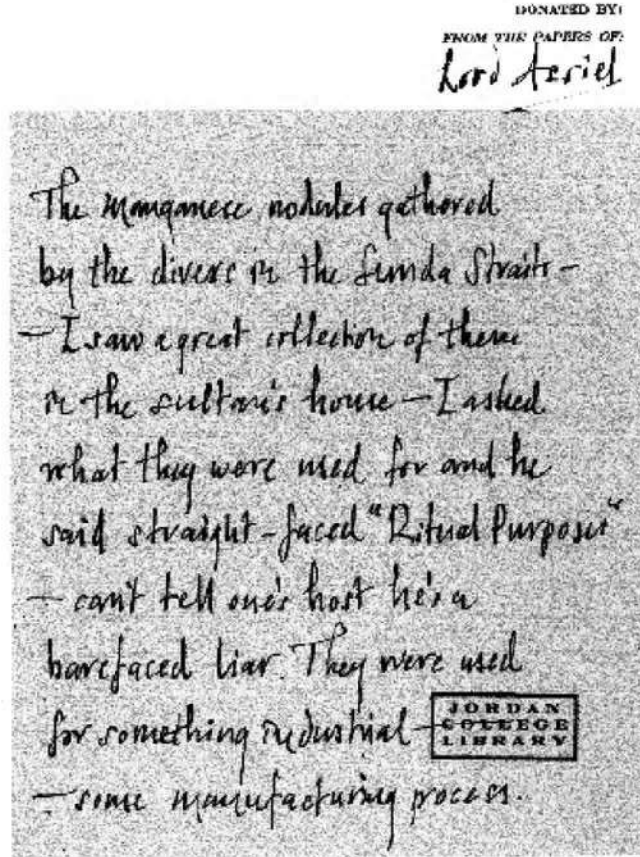 DONATED BY:
FROM THE PAPERS OF:
Lord Asriel
The manganese nodules gathered
by the divers in the Sunda Straits –
– I saw a great collection of them
in the sultan's house – I asked
what they were used for and he
said straight-faced "Ritual Purposes"
– can't tell one's host he's a
barefaced liar. They were used
for something industrial –
JORDAN
COLLEGE
LIBRARY
– some manufacturing process.